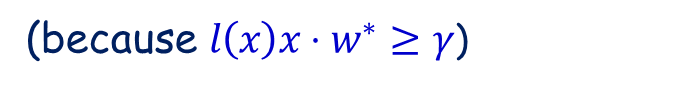 (because 𝑙(𝑥)𝑥 ⋅ 𝑤* ≥ 𝛾)